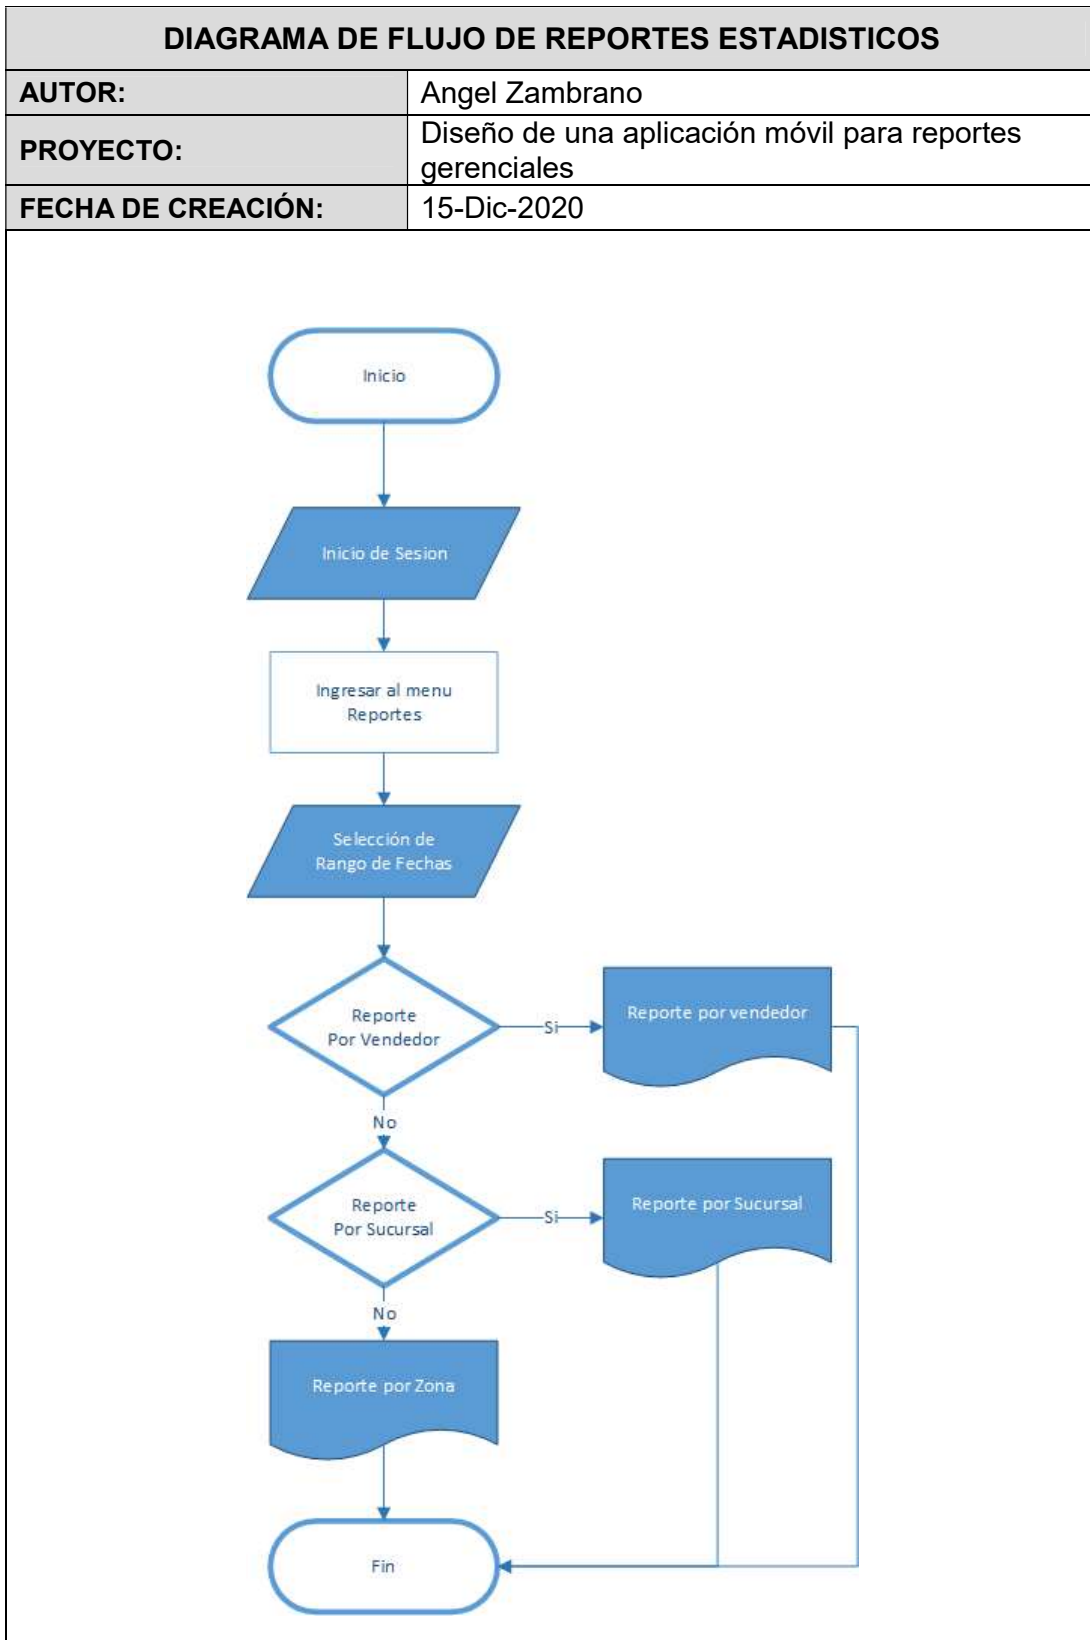 DIAGRAMA DE FLUJO DE REPORTES ESTADISTICOS
AUTOR:
Angel Zambrano
PROYECTO:
Diseño de una aplicación móvil para reportes
gerenciales
FECHA DE CREACIÓN:
15-Dic-2020
Inicio
Inicio de Sesion
Ingresar al menu
Reportes
Selección de
Rango de Fechas
Reporte
Por Vendedor
Si
Reporte por vendedor
No
Reporte
Por Sucursal
Si
Reporte por Sucursal
No
Reporte por Zona
Fin